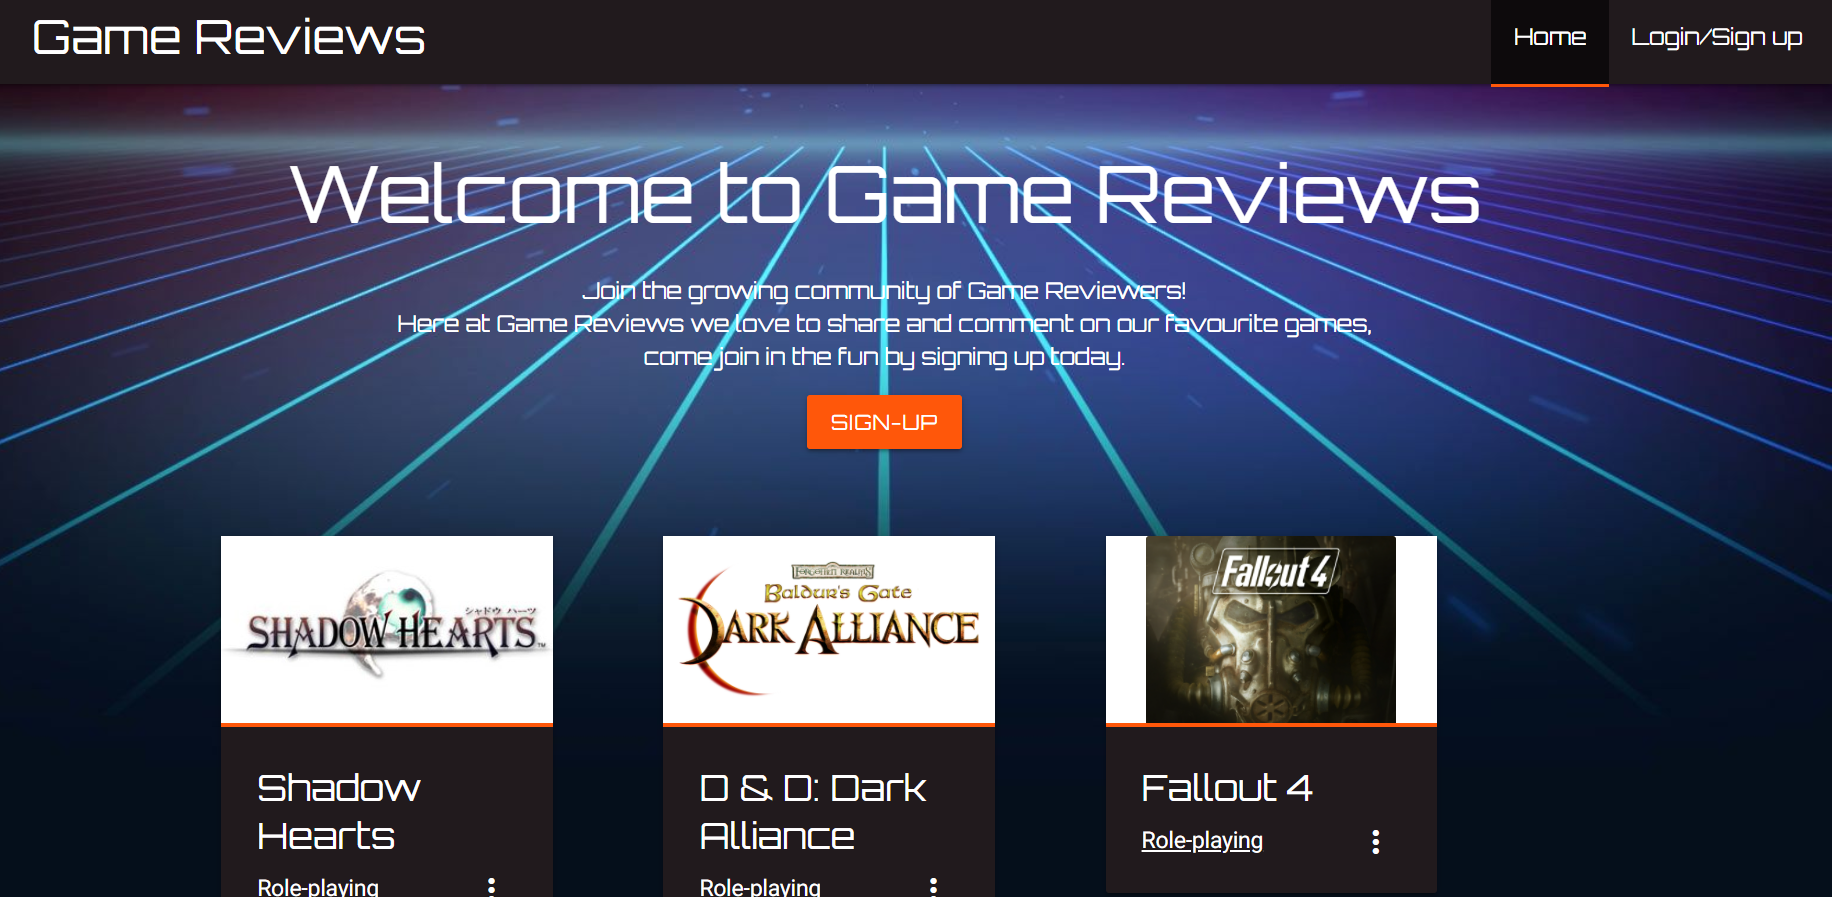 Game Reviews
Home
Login/Sign up
Welcome to Game Reviews
Join the growing community of Game Reviewers!
Here at Game Reviews we love to share and comment on our favourite games,
come join in the fun by signing up today.
SIGN-UP
シャドウ ハーツ
SHADOW HEARTS™
FORGOTTEN REALMS
Baldur's Gate
DARK ALLIANCE
Fallout 4
Shadow
Hearts
Role-playing
D & D: Dark
Alliance
Role-playing
Fallout 4
Role-playing